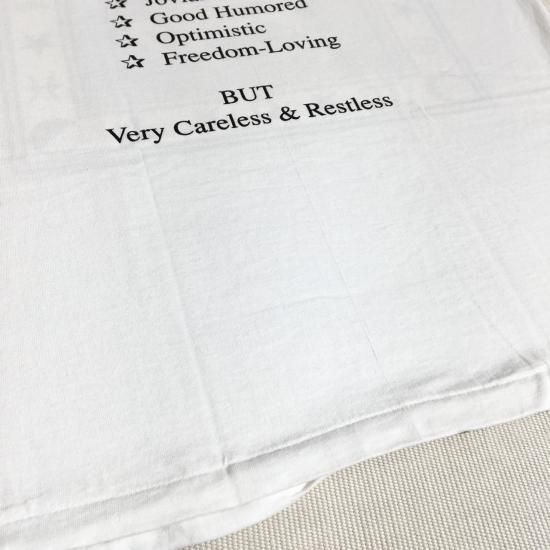 Good Humored
Optimistic
Freedom-Loving
BUT
Very Careless & Restless